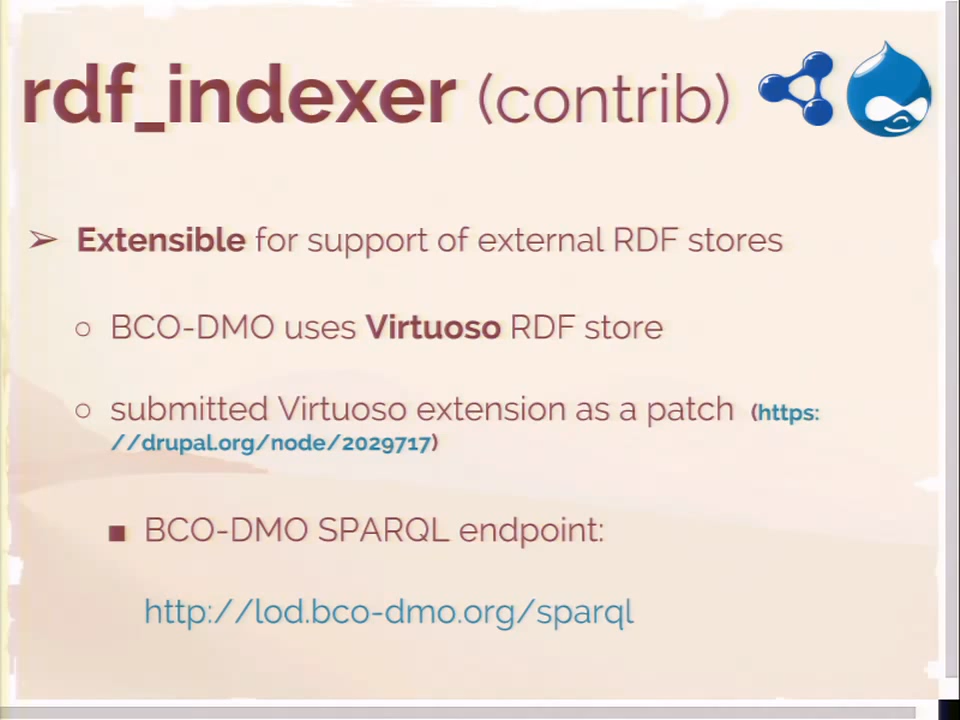 rdf_indexer (contrib)
➢ Extensible for support of external RDF stores
○ BCO-DMO uses Virtuoso RDF store
○ submitted Virtuoso extension as a patch (https:
//drupal.org/node/2029717)
■ BCO-DMO SPARQL endpoint:
http://lod.bco-dmo.org/sparql